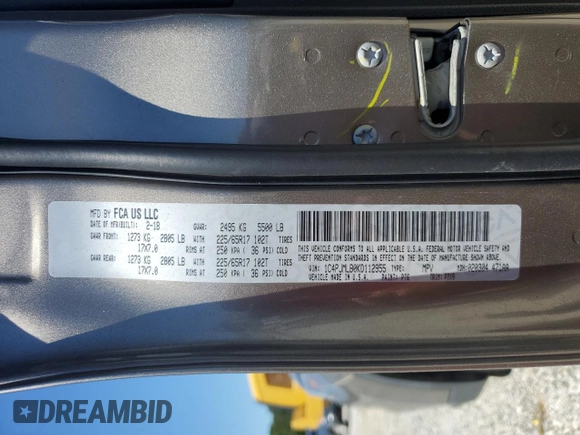 MFD BY FCA US LLC
DATE OF MFR(BUILT): 2-18 GVWR: 2495 KG 5500 LB
GAWR FRONT: 1273 KG 2805 LB WITH 225/65R17 102T TIRES
17X7.0 RIMS AT 250 KPA( 36 PSI) COLD
GAWR REAR: 1273 KG 2805 LB WITH 225/65R17 102T TIRES
17X7.0 RIMS AT 250 KPA( 36 PSI) COLD
THIS VEHICLE CONFORMS TO ALL APPLICABLE U.S.A. FEDERAL MOTOR VEHICLE SAFETY AND
THEFT PREVENTION STANDARDS IN EFFECT ON THE DATE OF MANUFACTURE SHOWN ABOVE.
VIN: TYPE: MPV MDH:
VEHICLE MADE IN U.S.A. PAINT: TRIM:
DREAMBID